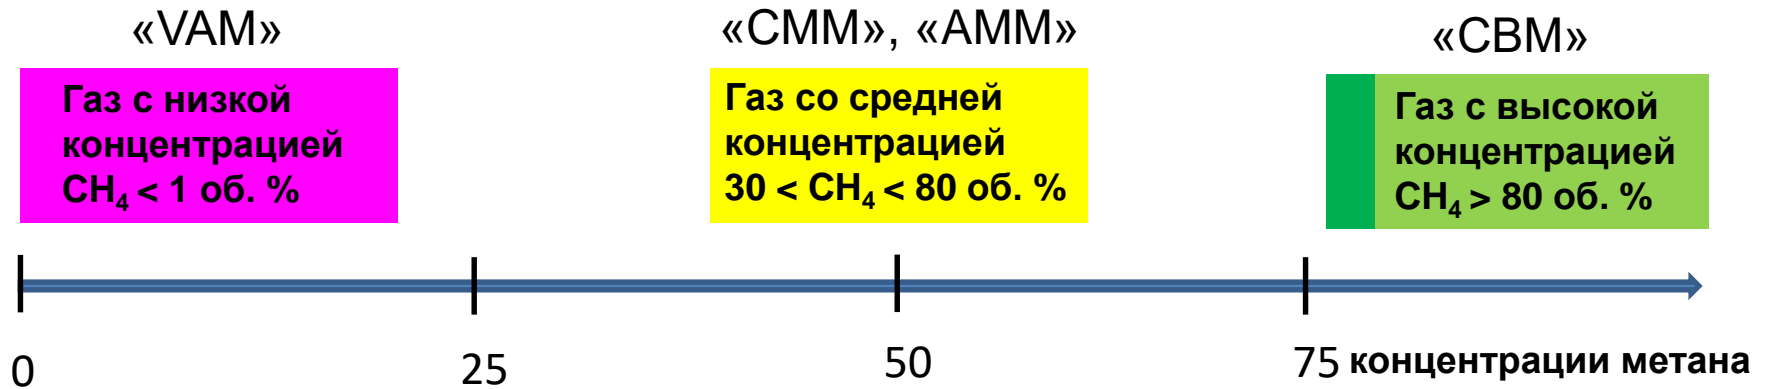 «VAM»
Газ с низкой
концентрацией
CH₄ < 1 об. %
«CMM», «AMM»
Газ со средней
концентрацией
30 < CH₄ < 80 об. %
«CBM»
Газ с высокой
концентрацией
CH₄ > 80 об. %
0
25
50
75 концентрации метана